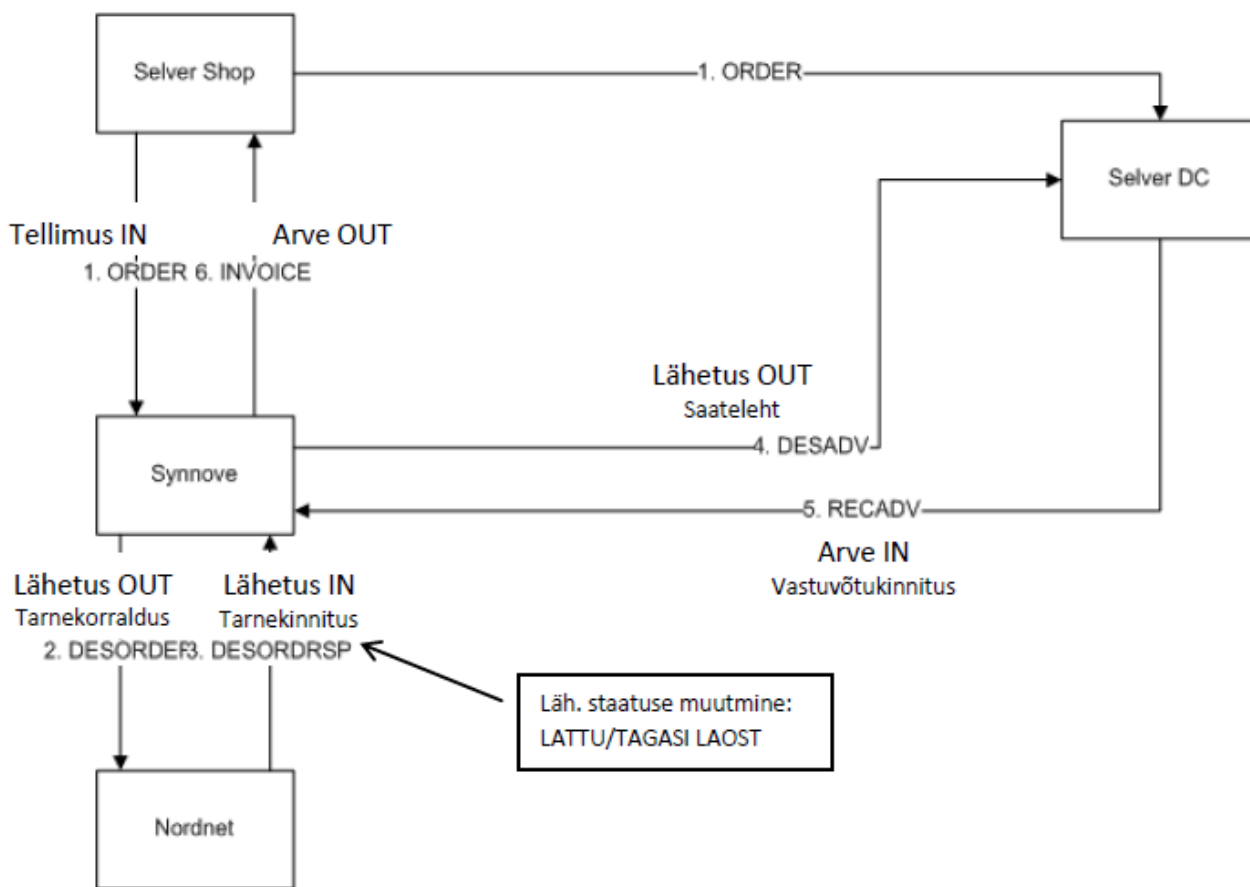 Selver Shop
1. ORDER
Selver DC
Tellimus IN
Arve OUT
1. ORDER
6. INVOICE
Lähetus OUT
Saateleht
4. DESADV
Synnove
5. RECADV
Arve IN
Vastuvõtukinnitus
Lähetus OUT
Tarnekorraldus
Lähetus IN
Tarnekinnitus
2. DESORDER
3. DESORDRSP
Läh. staatuse muutmine:
LATTU/TAGASI LAOST
Nordnet